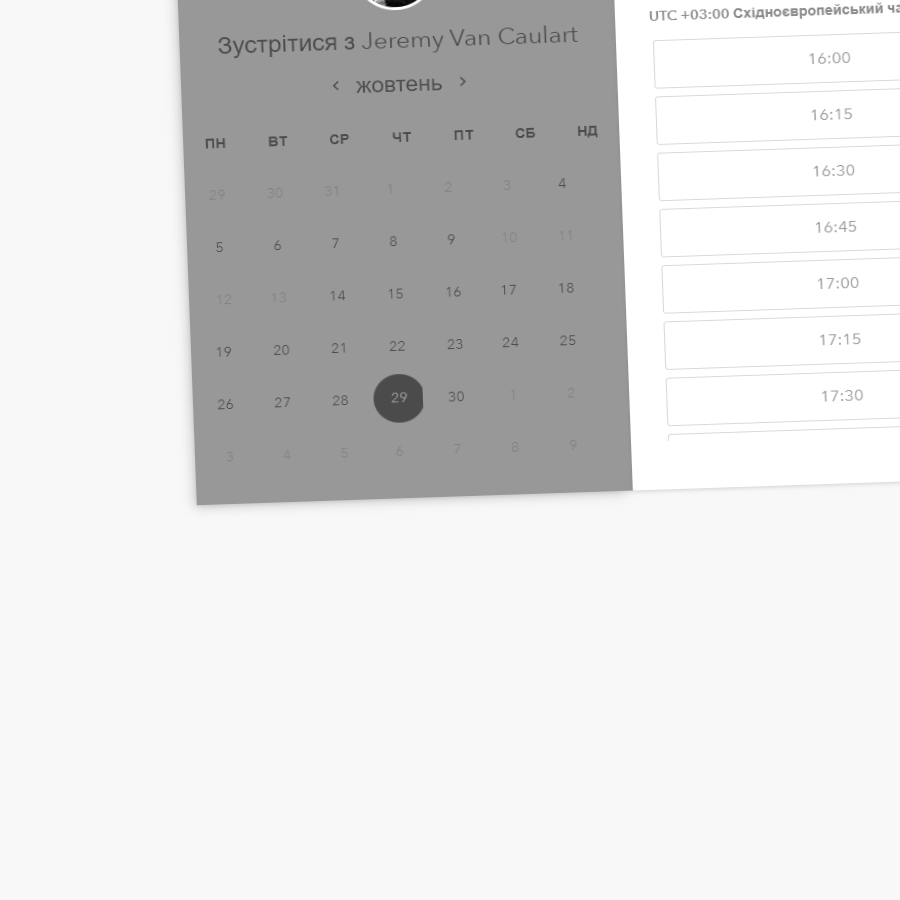 Зустрітися з Jeremy Van Caulart
‹ жовтень ›
ПН ВТ СР ЧТ ПТ СБ НД
29 30 31 1 2 3 4
5 6 7 8 9 10 11
12 13 14 15 16 17 18
19 20 21 22 23 24 25
26 27 28 29 30 1 2
3 4 5 6 7 8 9
UTC +03:00 Східноєвропейський
16:00
16:15
16:30
16:45
17:00
17:15
17:30